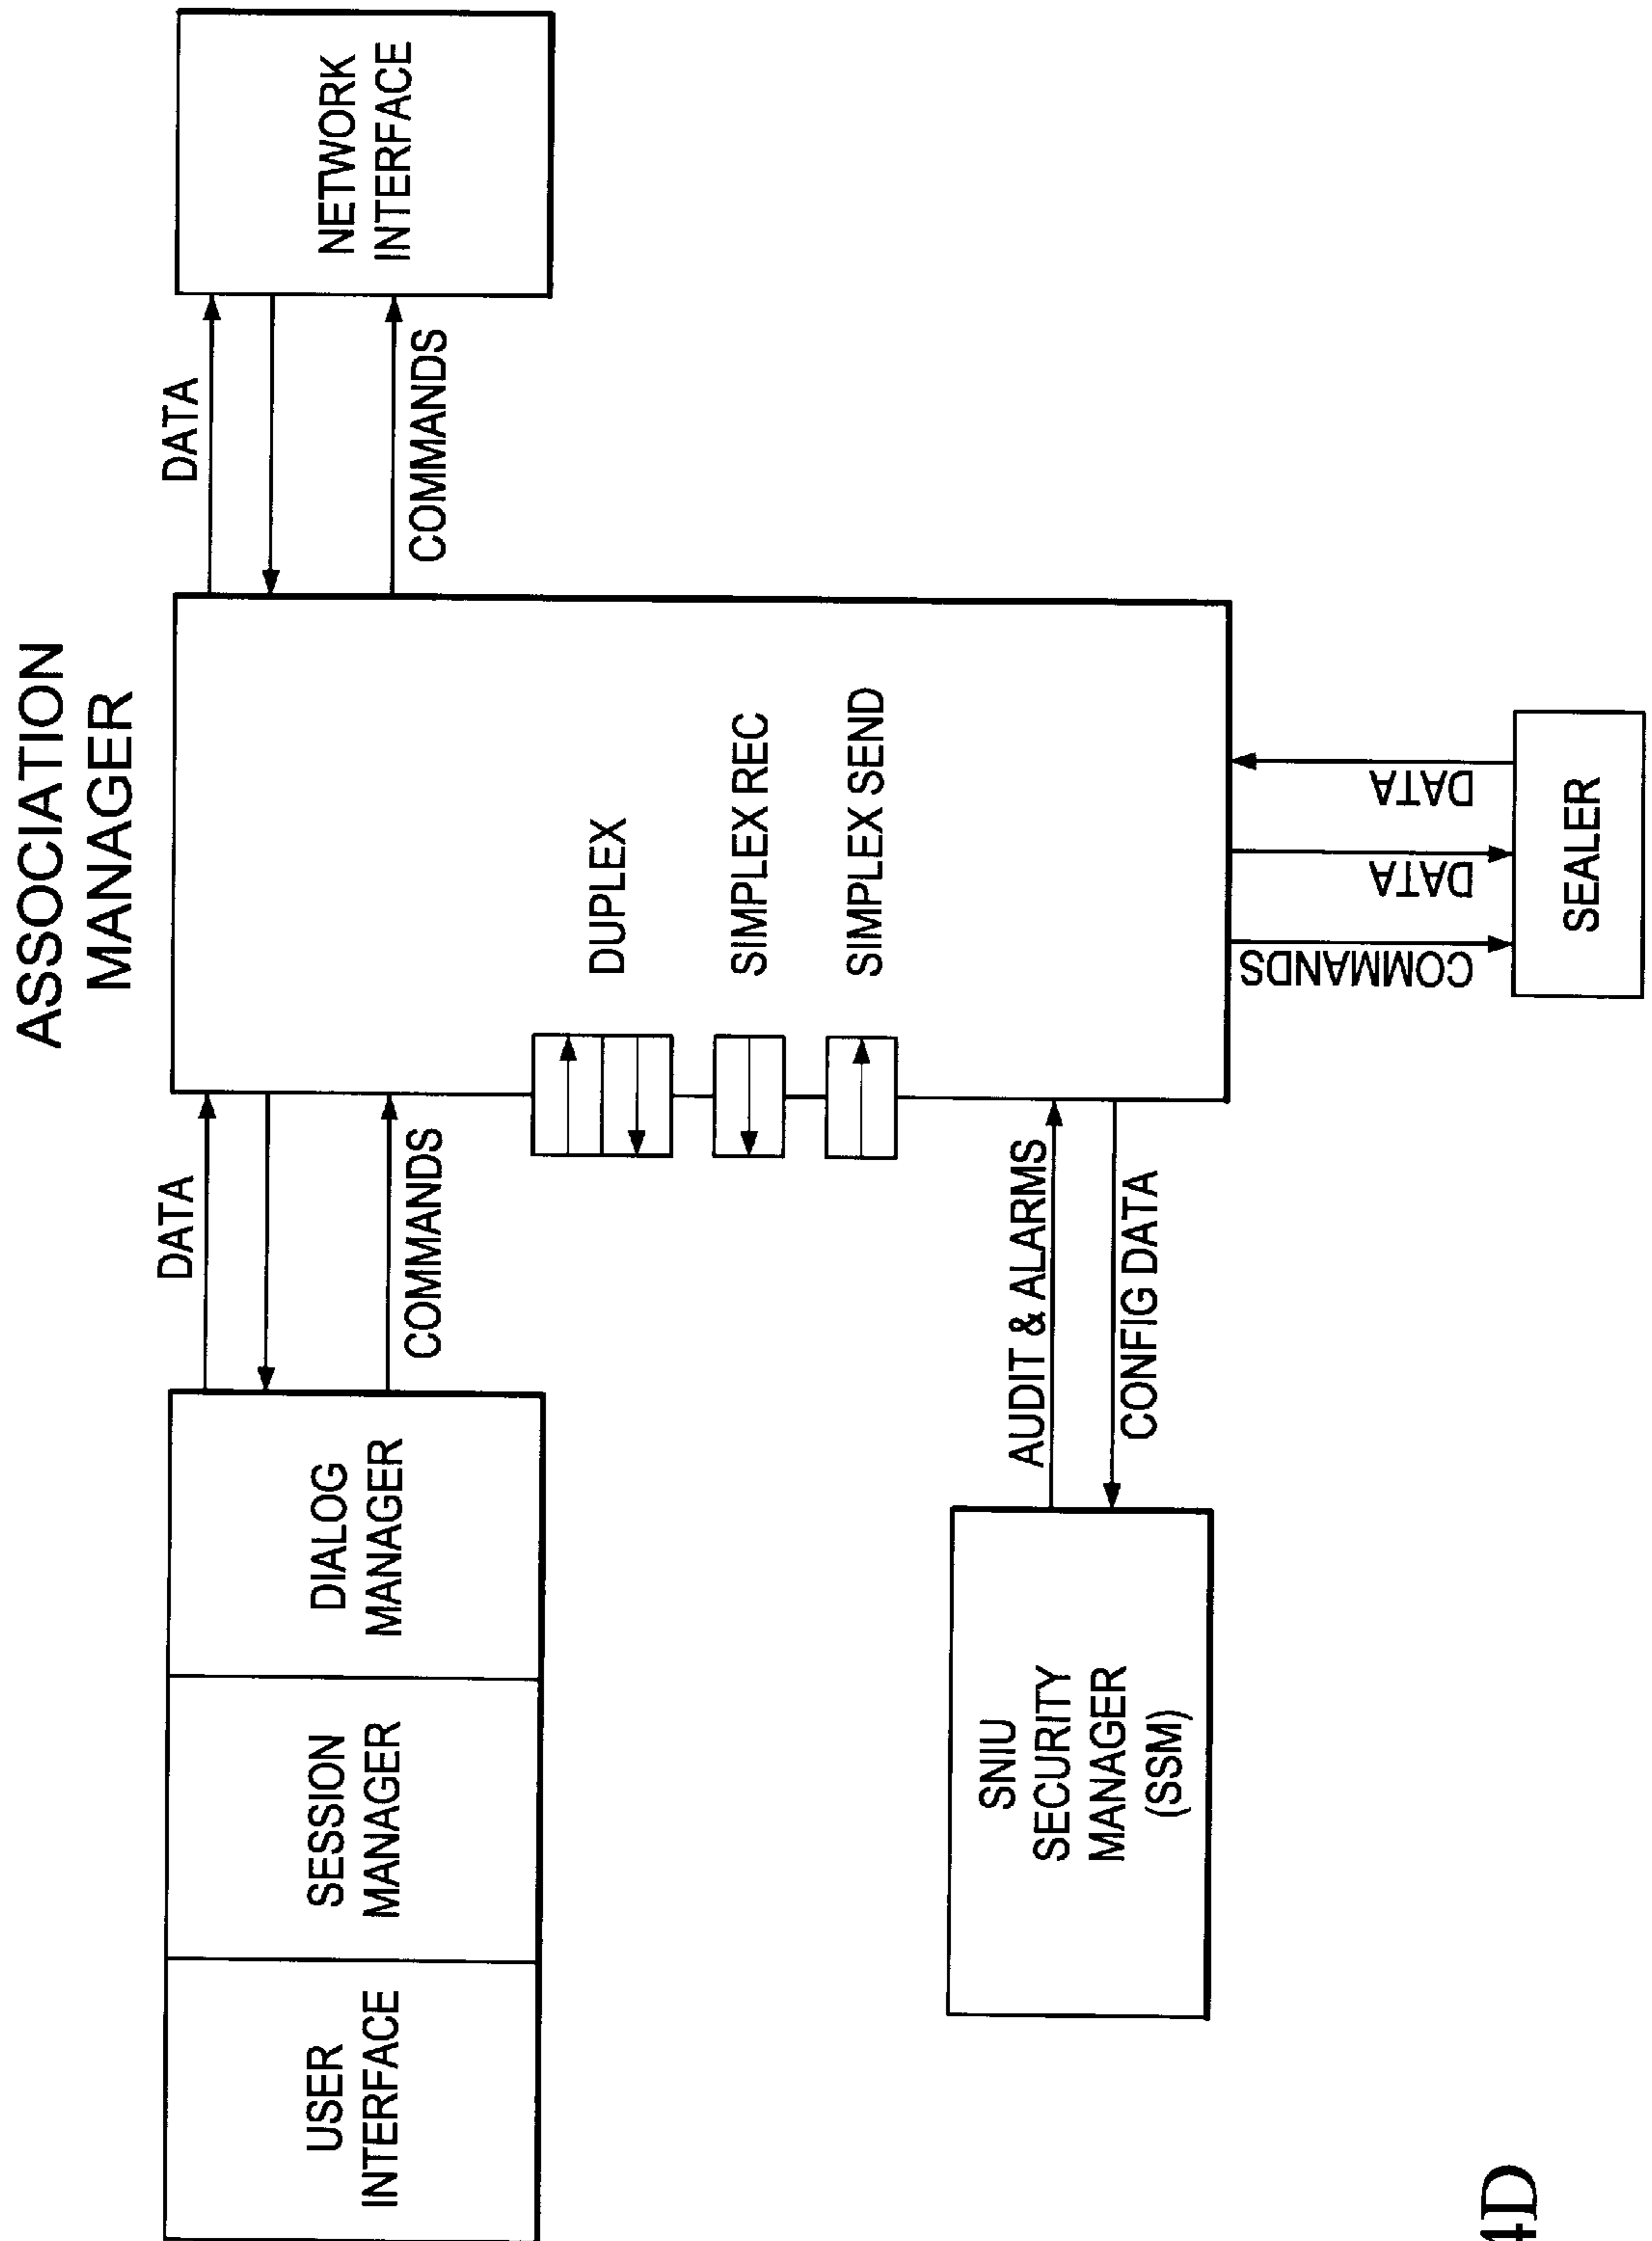 ASSOCIATION
MANAGER
USER
INTERFACE
SESSION
MANAGER
DIALOG
MANAGER
DATA
COMMANDS
DATA
COMMANDS
NETWORK
INTERFACE
DUPLEX
SIMPLEX REC
SIMPLEX SEND
SNIU
SECURITY
MANAGER
(SSM)
AUDIT & ALARMS
CONFIG DATA
COMMANDS
DATA
DATA
SEALER
4D